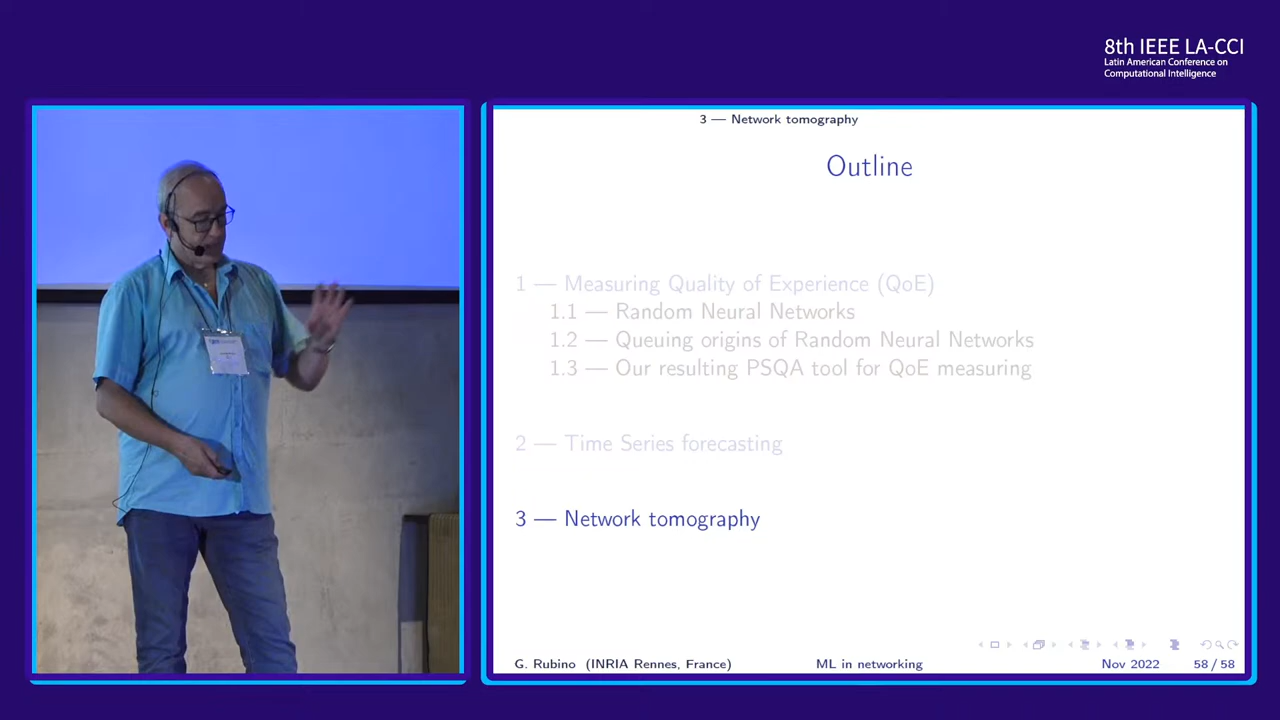 8th IEEE LA-CCI
Latin American Conference on
Computational Intelligence
3 — Network tomography
Outline
1 — Measuring Quality of Experience (QoE)
1.1 — Random Neural Networks
1.2 — Queuing origins of Random Neural Networks
1.3 — Our resulting PSQA tool for QoE measuring
2 — Time Series forecasting
3 — Network tomography
G. Rubino (INRIA Rennes, France)
ML in networking
Nov 2022
58 / 58